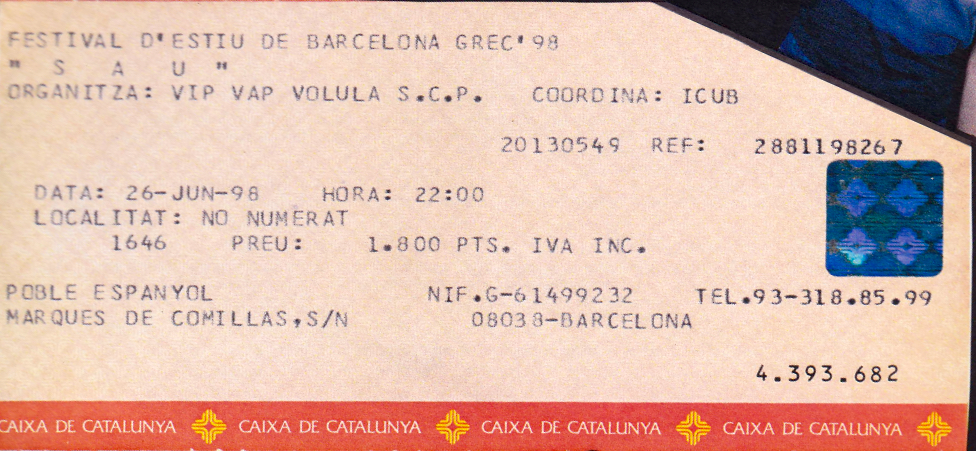 FESTIVAL D'ESTIU DE BARCELONA GREC'98
" S A U "
ORGANITZA: VIP VAP VOLULA S.C.P. COORDINA: ICUB
20130549 REF: 2881198267
DATA: 26-JUN-98 HORA: 22:00
LOCALITAT: NO NUMERAT
1646 PREU: 1.800 PTS. IVA INC.
POBLE ESPANYOL NIF.G-61499232 TEL.93-318.85.99
MARQUES DE COMILLAS,S/N 08038-BARCELONA
4.393.682
CAIXA DE CATALUNYA CAIXA DE CATALUNYA CAIXA DE CATALUNYA CAIXA DE CATALUNYA